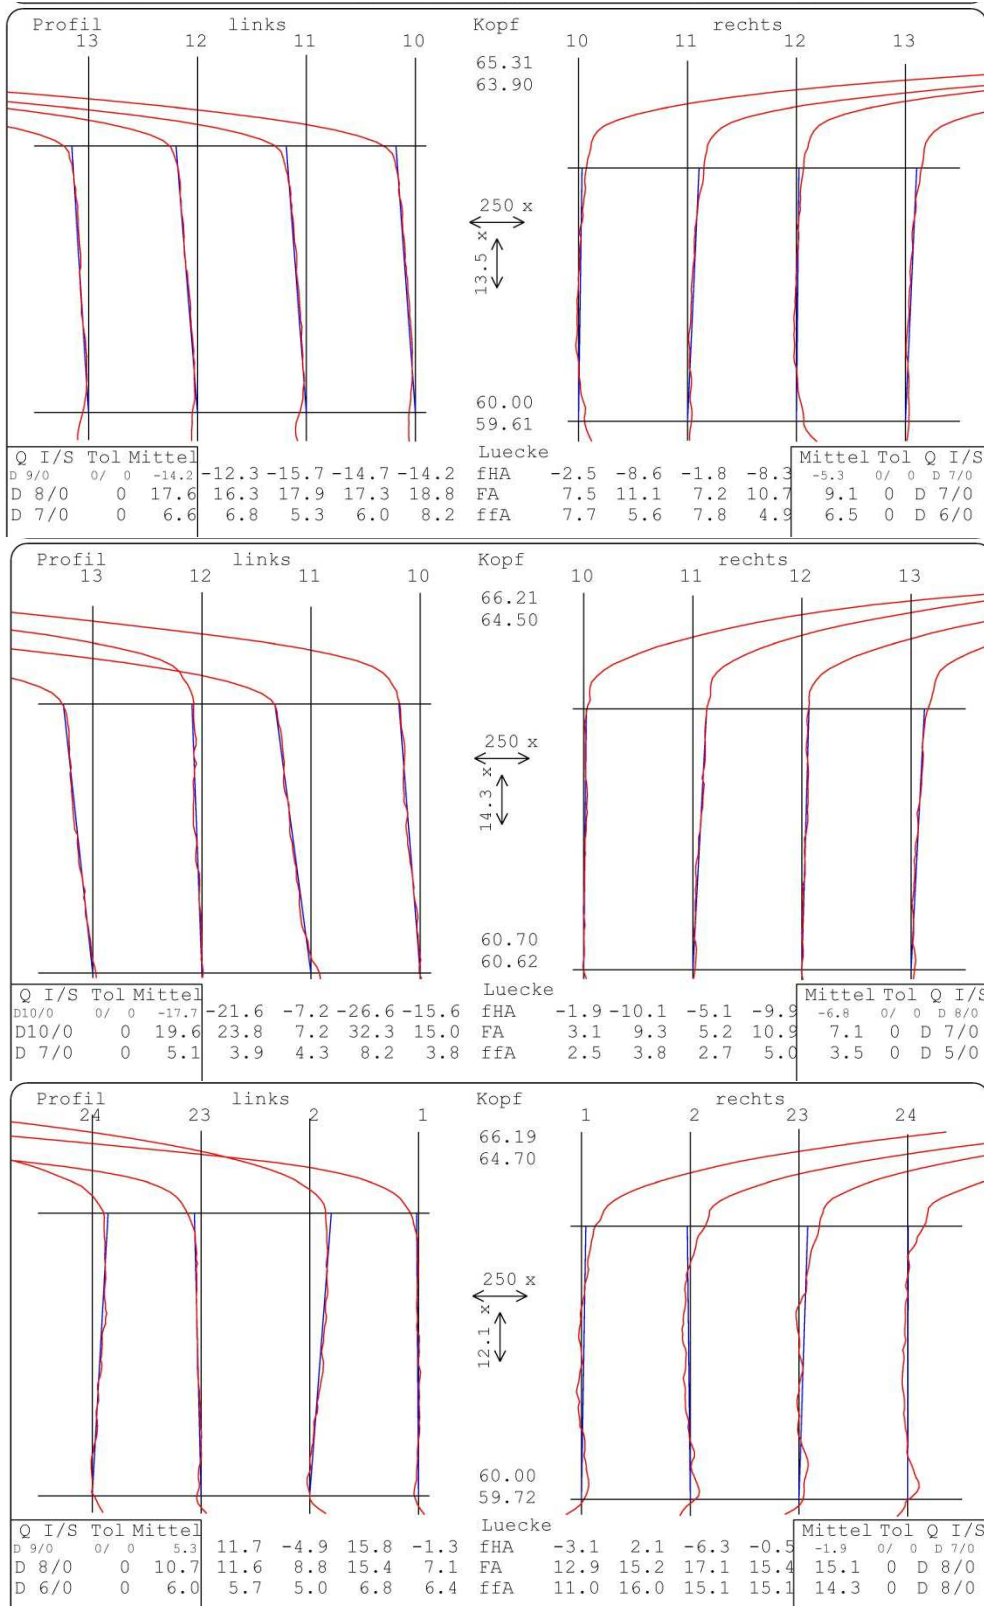 Profil links Kopf rechts
13 12 11 10 10 11 12 13
65.31
63.90
250 x
13.5 x
60.00
59.61
Luecke
Q I/S Tol Mittel Mittel Tol Q I/S
D 9/0 0/ 0 -14.2 -12.3 -15.7 -14.7 -14.2 fHA -2.5 -8.6 -1.8 -8.3 -5.3 0/ 0 D 7/0
D 8/0 0 17.6 16.3 17.9 17.3 18.8 FA 7.5 11.1 7.2 10.7 9.1 0 D 7/0
D 7/0 0 6.6 6.8 5.3 6.0 8.2 ffA 7.7 5.6 7.8 4.9 6.5 0 D 6/0
Profil links Kopf rechts
13 12 11 10 10 11 12 13
66.21
64.50
250 x
14.3 x
60.70
60.62
Luecke
Q I/S Tol Mittel Mittel Tol Q I/S
D10/0 0/ 0 -17.7 -21.6 -7.2 -26.6 -15.6 fHA -1.9 -10.1 -5.1 -9.9 -6.8 0/ 0 D 8/0
D10/0 0 19.6 23.8 7.2 32.3 15.0 FA 3.1 9.3 5.2 10.9 7.1 0 D 7/0
D 7/0 0 5.1 3.9 4.3 8.2 3.8 ffA 2.5 3.8 2.7 5.0 3.5 0 D 5/0
Profil links Kopf rechts
24 23 2 1 1 2 23 24
66.19
64.70
250 x
12.1 x
60.00
59.72
Luecke
Q I/S Tol Mittel Mittel Tol Q I/S
D 9/0 0/ 0 5.3 11.7 -4.9 15.8 -1.3 fHA -3.1 2.1 -6.3 -0.5 -1.9 0/ 0 D 7/0
D 8/0 0 10.7 11.6 8.8 15.4 7.1 FA 12.9 15.2 17.1 15.4 15.1 0 D 8/0
D 6/0 0 6.0 5.7 5.0 6.8 6.4 ffA 11.0 16.0 15.1 15.1 14.3 0 D 8/0